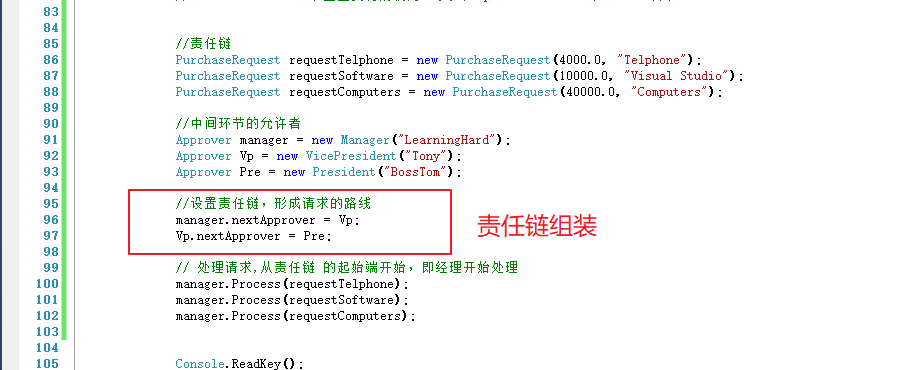 83
84
85 //责任链
86 PurchaseRequest requestTelphone = new PurchaseRequest(4000.0, "Telphone");
87 PurchaseRequest requestSoftware = new PurchaseRequest(10000.0, "Visual Studio");
88 PurchaseRequest requestComputers = new PurchaseRequest(40000.0, "Computers");
89
90 //中间环节的允许者
91 Approver manager = new Manager("LearningHard");
92 Approver Vp = new VicePresident("Tony");
93 Approver Pre = new President("BossTom");
94
95 //设置责任链，形成请求的路线
96 manager.nextApprover = Vp;
97 Vp.nextApprover = Pre;
责任链组装
98
99 // 处理请求,从责任链 的起始端开始，即经理开始处理
100 manager.Process(requestTelphone);
101 manager.Process(requestSoftware);
102 manager.Process(requestComputers);
103
104
105 Console.ReadKey();